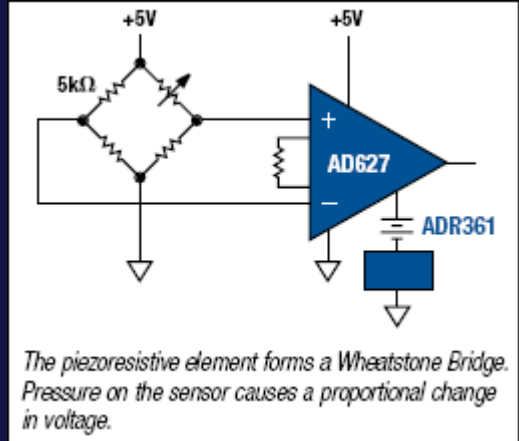 +5V
+5V
5kΩ
+
AD627
−
ADR361
The piezoresistive element forms a Wheatstone Bridge.
Pressure on the sensor causes a proportional change
in voltage.